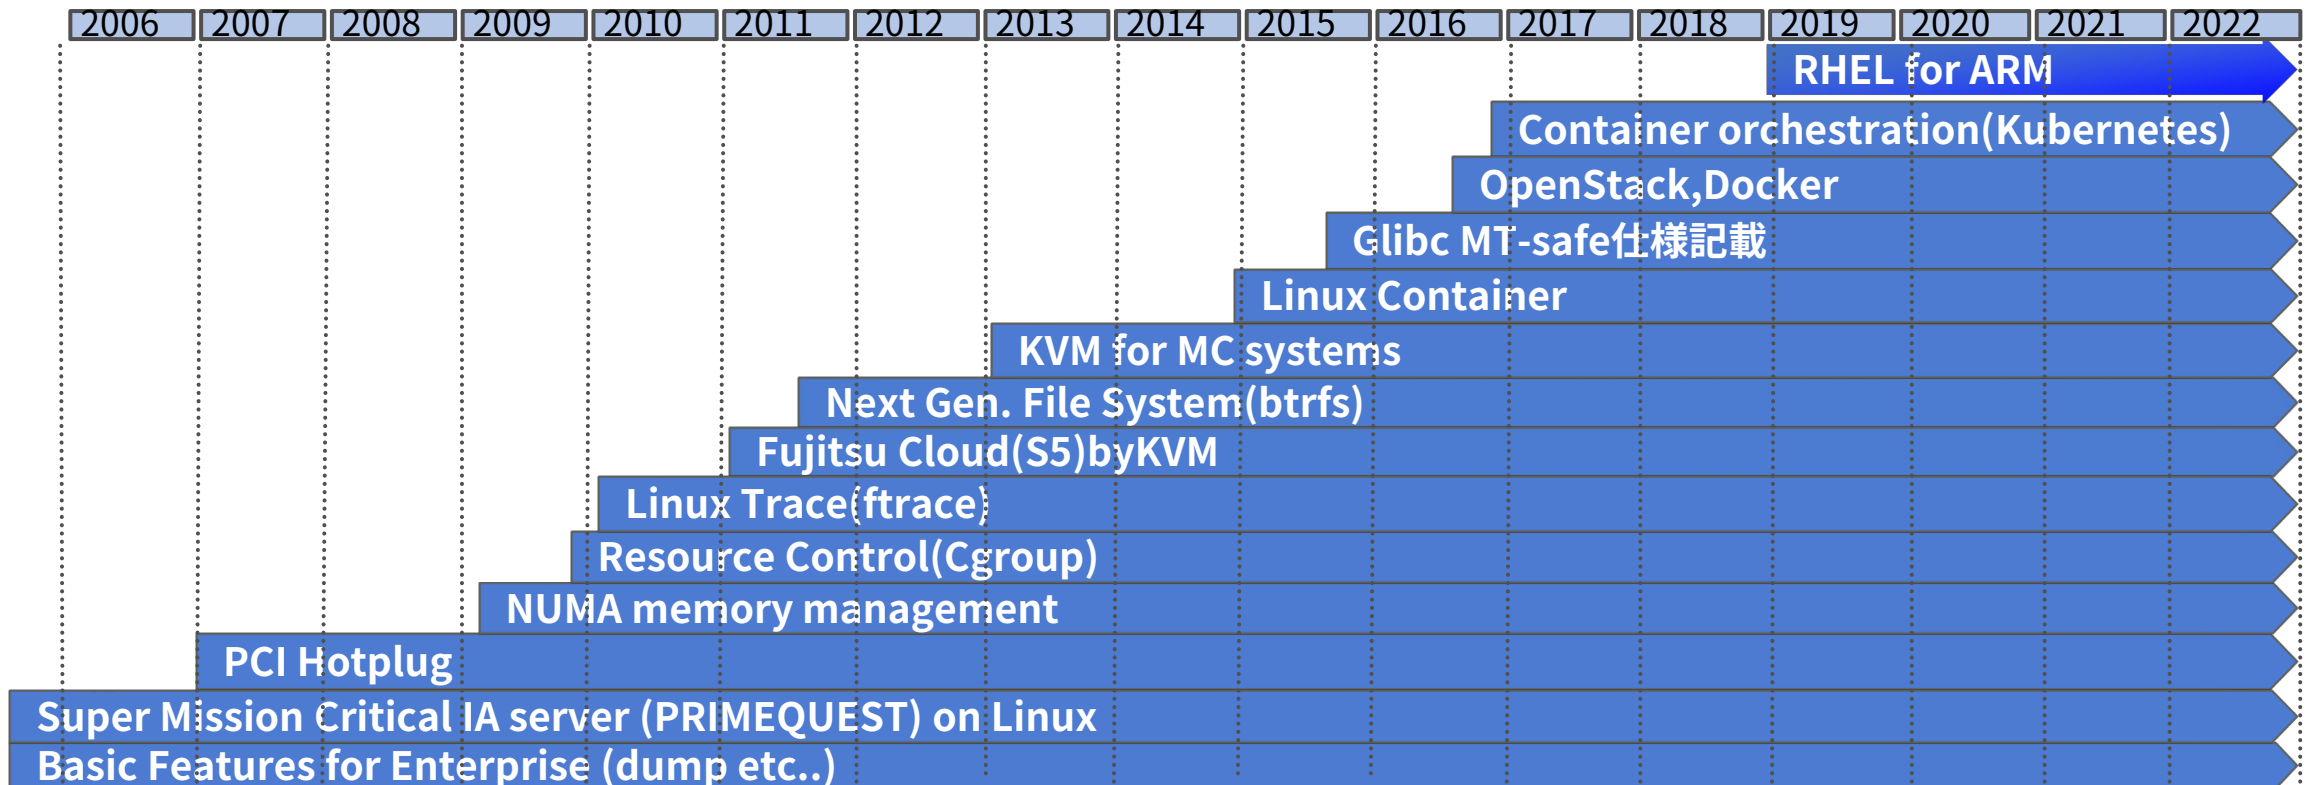 2006 2007 2008 2009 2010 2011 2012 2013 2014 2015 2016 2017 2018 2019 2020 2021 2022
RHEL for ARM
Container orchestration(Kubernetes)
OpenStack,Docker
Glibc MT-safe仕様記載
Linux Container
KVM for MC systems
Next Gen. File System(btrfs)
Fujitsu Cloud(S5)byKVM
Linux Trace(ftrace)
Resource Control(Cgroup)
NUMA memory management
PCI Hotplug
Super Mission Critical IA server (PRIMEQUEST) on Linux
Basic Features for Enterprise (dump etc..)